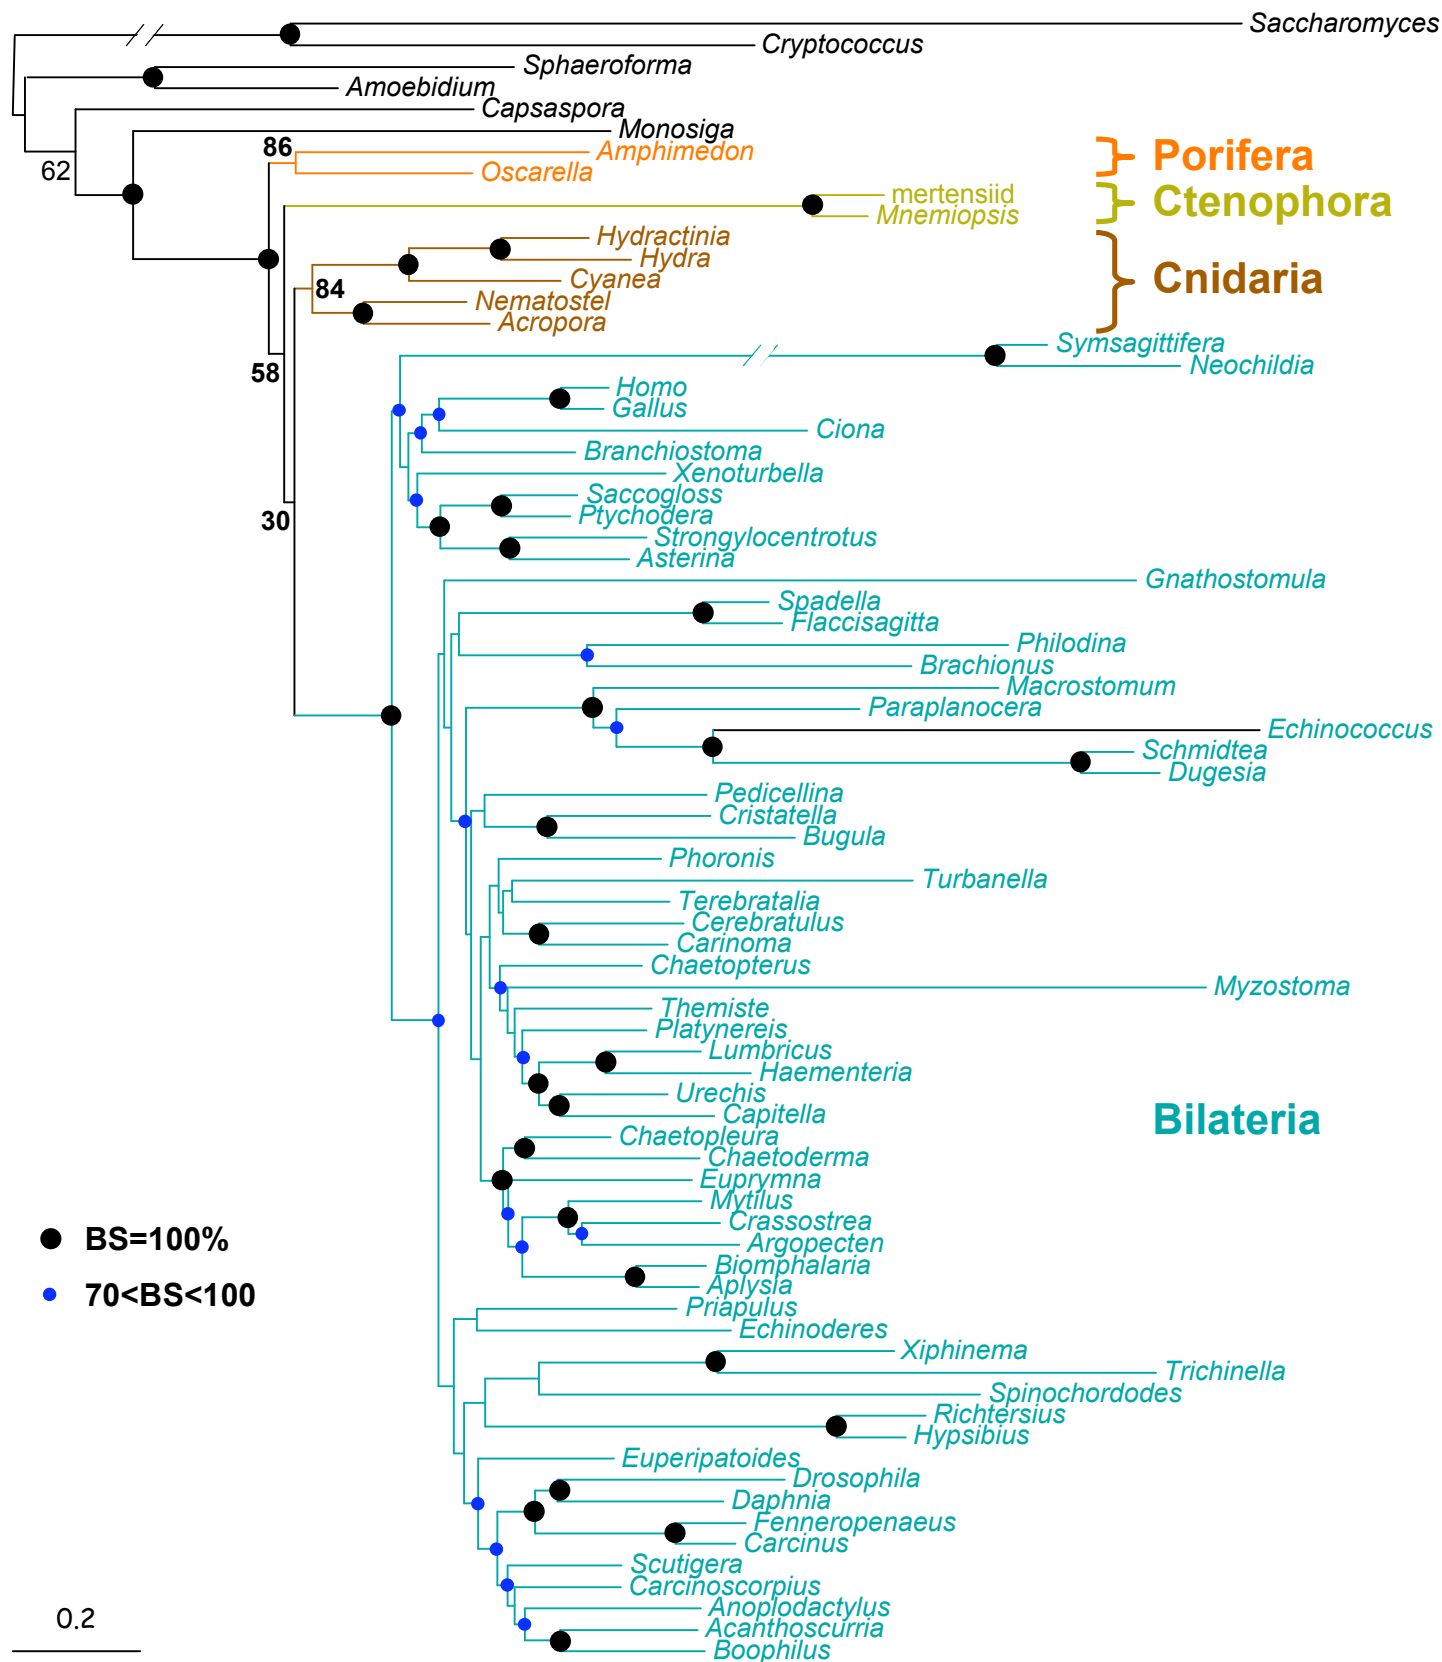 Saccharomyces
Cryptococcus
Sphaeroforma
Amoebidium
Capsaspora
Monosiga
62
86
Amphimedon
Oscarella
Porifera
mertensiid
Mnemiopsis
Ctenophora
Hydractinia
Hydra
Cyanea
84
Nematostel
Acropora
Cnidaria
58
Symsagittifera
Neochildia
Homo
Gallus
Ciona
Branchiostoma
Xenoturbella
Saccogloss
Ptychodera
30
Strongylocentrotus
Asterina
Gnathostomula
Spadella
Flaccisagitta
Philodina
Brachionus
Macrostomum
Paraplanocera
Echinococcus
Schmidtea
Dugesia
Pedicellina
Cristatella
Bugula
Phoronis
Turbanella
Terebratalia
Cerebratulus
Carinoma
Chaetopterus
Myzostoma
Themiste
Platynereis
Lumbricus
Haementeria
Urechis
Capitella
Bilateria
Chaetopleura
Chaetoderma
Euprymna
Mytilus
Crassostrea
Argopecten
Biomphalaria
Aplysia
BS=100%
70<BS<100
Priapulus
Echinoderes
Xiphinema
Trichinella
Spinochordodes
Richtersius
Hypsibius
Euperipatoides
Drosophila
Daphnia
Fenneropenaeus
Carcinus
Scutigera
Carcinoscorpius
Anoplodactylus
Acanthoscurria
Boophilus
0.2